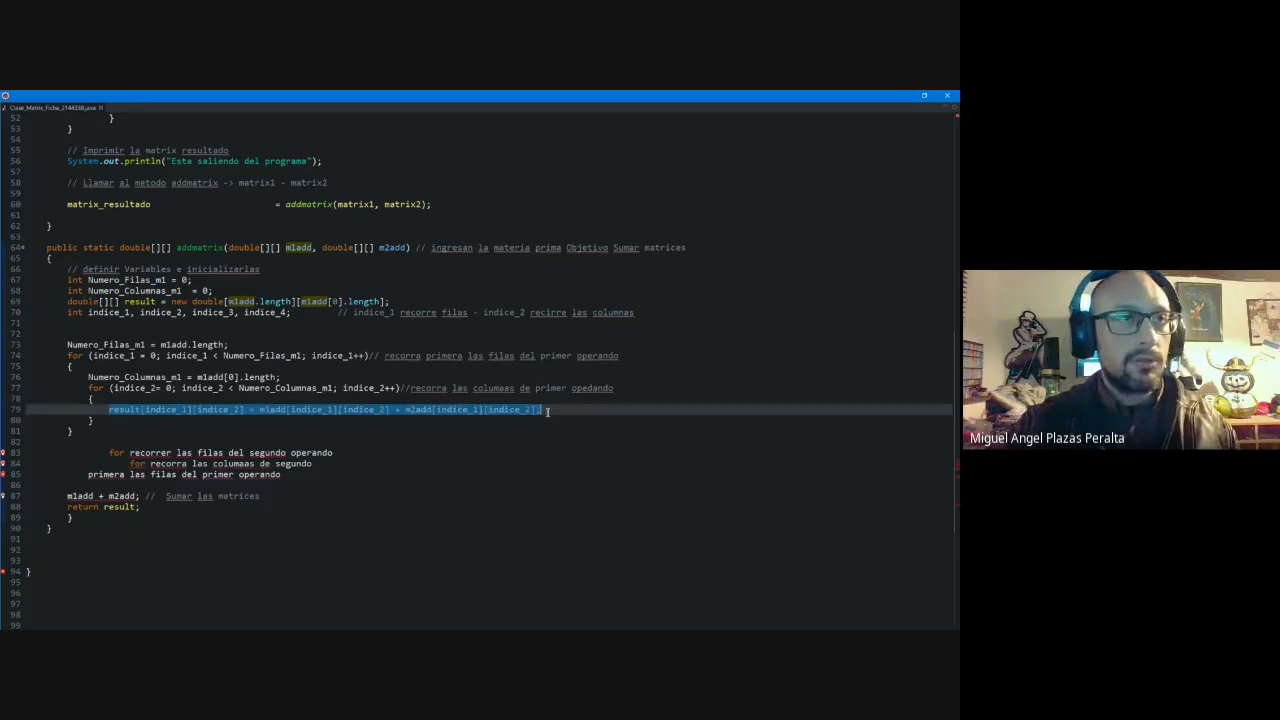 Clase_Matrix_Ficha_2144338.java
52 }
53 }
54
55 // Imprimir la matrix resultado
56 System.out.println("Esta saliendo del programa");
57
58 // Llamar al metodo addmatrix -> matrix1 - matrix2
59
60 matrix_resultado = addmatrix(matrix1, matrix2);
61
62 }
63
64 public static double[][] addmatrix(double[][] m1add, double[][] m2add) // ingresan la materia prima Objetivo Sumar matrices
65 {
66 // definir Variables e inicializarlas
67 int Numero_Filas_m1 = 0;
68 int Numero_Columnas_m1 = 0;
69 double[][] result = new double[m1add.length][m1add[0].length];
70 int indice_1, indice_2, indice_3, indice_4; // indice_1 recorre filas - indice_2 recirre las columnas
71
72
73 Numero_Filas_m1 = m1add.length;
74 for (indice_1 = 0; indice_1 < Numero_Filas_m1; indice_1++)// recorra primera las filas del primer operando
75 {
76 Numero_Columnas_m1 = m1add[0].length;
77 for (indice_2= 0; indice_2 < Numero_Columnas_m1; indice_2++)//recorra las columaas de primer opedando
78 {
79 result[indice_1][indice_2] = m1add[indice_1][indice_2] + m2add[indice_1][indice_2];
80 }
81 }
82
83 for recorrer las filas del segundo operando
84 for recorra las columaas de segundo
85 primera las filas del primer operando
86
87 m1add + m2add; // Sumar las matrices
88 return result;
89 }
90 }
91
92
93
94 }
95
96
97
98
99
Miguel Angel Plazas Peralta